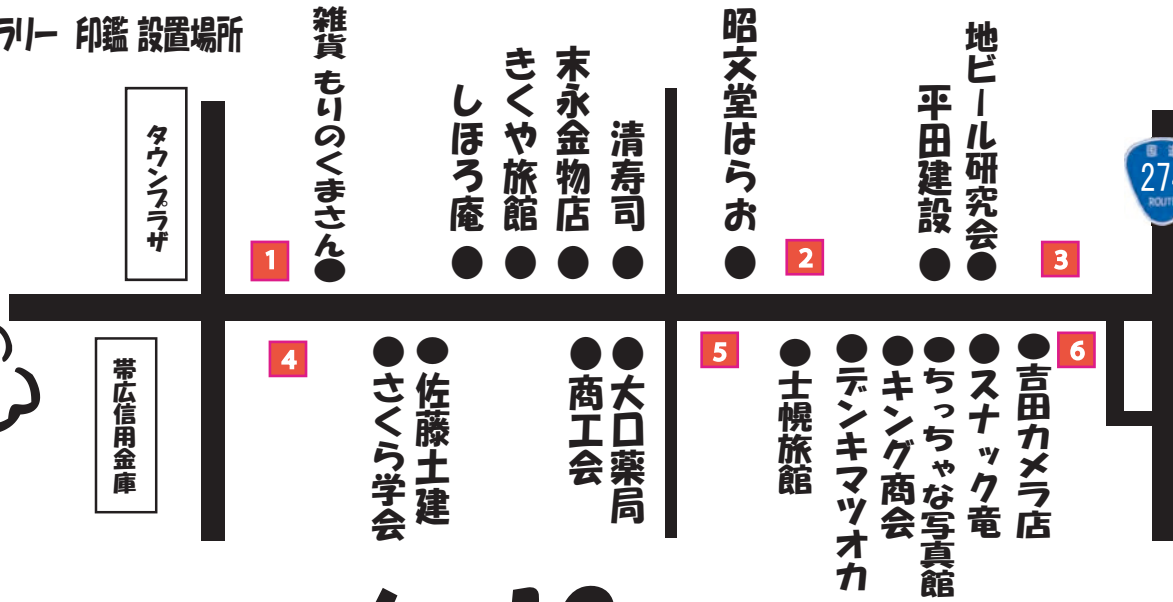 ラリー 印鑑 設置場所
タウンプラザ
雑貨 もりのくまさん
しほろ庵
きくや旅館
末永金物店
清寿司
昭文堂はらお
平田建設
地ビール研究会
国道
27
ROUTE
1
2
3
帯広信用金庫
4
さくら学会
佐藤土建
商工会
大口薬局
5
士幌旅館
デンキマツオカ
キング商会
ちっちゃな写真館
スナック竜
吉田カメラ店
6